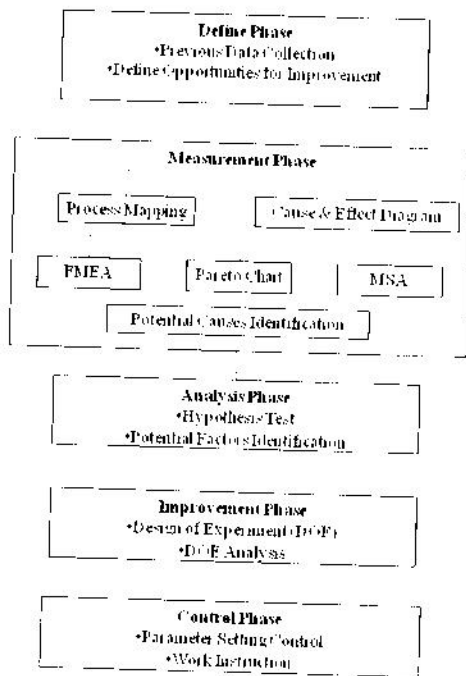 Define Phase
•Previous Data Collection
•Define Opportunities for Improvement
Measurement Phase
Process Mapping
Cause & Effect Diagram
FMEA
Pareto Chart
MSA
Potential Causes Identification
Analysis Phase
•Hypothesis Test
•Potential Factors Identification
Improvement Phase
•Design of Experiment (DOE)
•DOE Analysis
Control Phase
•Parameter Setting Control
•Work Instruction